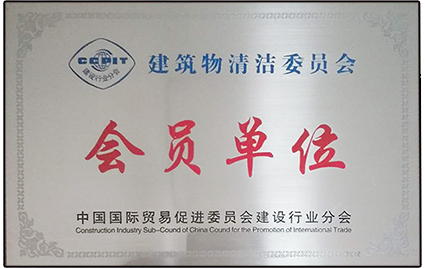 CCPIT
建设行业分会
建筑物清洁委员会
会员单位
中国国际贸易促进委员会建设行业分会
Construction Industry Sub-Cound of China Cound for the Promotion of International Trade